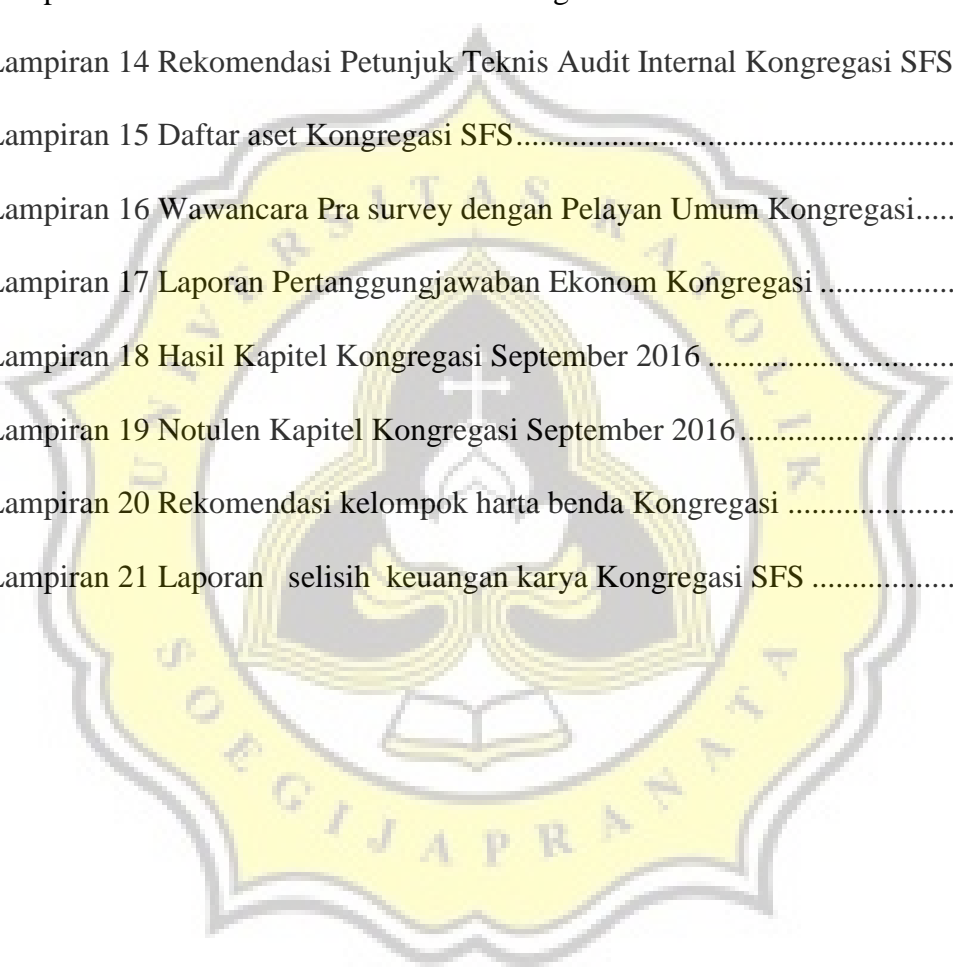 Lampiran 14 Rekomendasi Petunjuk Teknis Audit Internal Kongregasi SFS
Lampiran 15 Daftar aset Kongregasi SFS
Lampiran 16 Wawancara Pra survey dengan Pelayan Umum Kongregasi
Lampiran 17 Laporan Pertanggungjawaban Ekonom Kongregasi
Lampiran 18 Hasil Kapitel Kongregasi September 2016
Lampiran 19 Notulen Kapitel Kongregasi September 2016
Lampiran 20 Rekomendasi kelompok harta benda Kongregasi
Lampiran 21 Laporan selisih keuangan karya Kongregasi SFS
UNIVERSITAS KATOLIK
SOEGIJAPRANATA